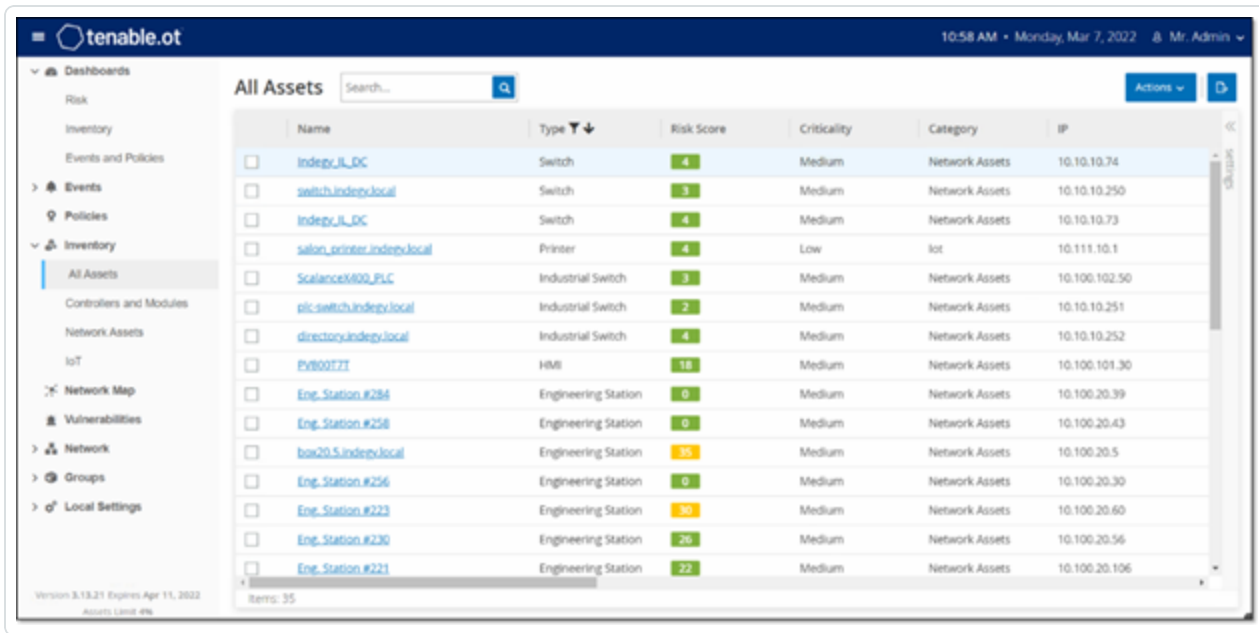 tenable.ot
10:58 AM • Monday, Mar 7, 2022 Mr. Admin
Dashboards
Risk
Inventory
Events and Policies
Events
Policies
Inventory
All Assets
Controllers and Modules
Network Assets
IoT
Network Map
Vulnerabilities
Network
Groups
Local Settings
Version 3.13.21 Expires Apr 11, 2022
Assets Limit 4%
All Assets Search... Actions
Name Type Risk Score Criticality Category IP
Indegy_IL_DC Switch 4 Medium Network Assets 10.10.10.74
switch.indegy.local Switch 3 Medium Network Assets 10.10.10.250
Indegy_IL_DC Switch 4 Medium Network Assets 10.10.10.73
salon_printer.indegy.local Printer 4 Low Iot 10.111.10.1
ScalanceX400_PLC Industrial Switch 3 Medium Network Assets 10.100.102.50
plc-switch.indegy.local Industrial Switch 2 Medium Network Assets 10.10.10.251
directory.indegy.local Industrial Switch 4 Medium Network Assets 10.10.10.252
PV800T7T HMI 18 Medium Network Assets 10.100.101.30
Eng. Station #284 Engineering Station 0 Medium Network Assets 10.100.20.39
Eng. Station #258 Engineering Station 0 Medium Network Assets 10.100.20.43
box20.5.indegy.local Engineering Station 35 Medium Network Assets 10.100.20.5
Eng. Station #256 Engineering Station 0 Medium Network Assets 10.100.20.30
Eng. Station #223 Engineering Station 30 Medium Network Assets 10.100.20.60
Eng. Station #230 Engineering Station 26 Medium Network Assets 10.100.20.56
Eng. Station #221 Engineering Station 22 Medium Network Assets 10.100.20.106
Items: 35
settings